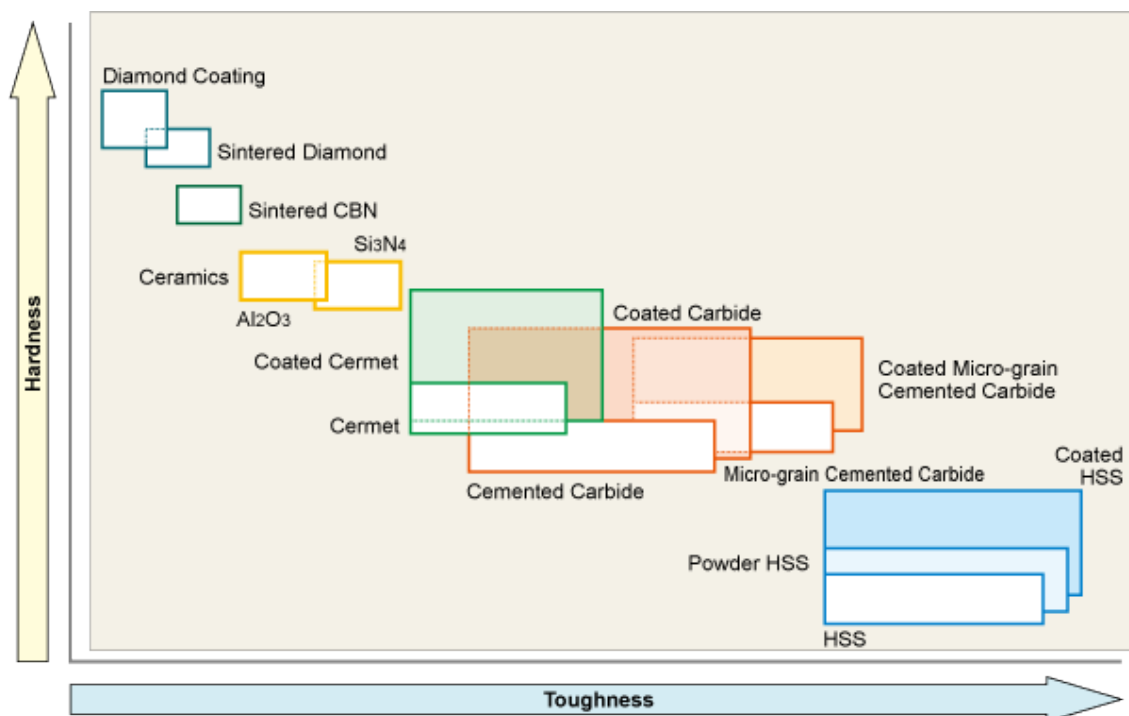 Diamond Coating
Sintered Diamond
Sintered CBN
Si3N4
Ceramics
Al2O3
Coated Carbide
Coated Cermet
Coated Micro-grain
Cemented Carbide
Cermet
Cemented Carbide
Micro-grain Cemented Carbide
Coated
HSS
Powder HSS
HSS
Hardness
Toughness